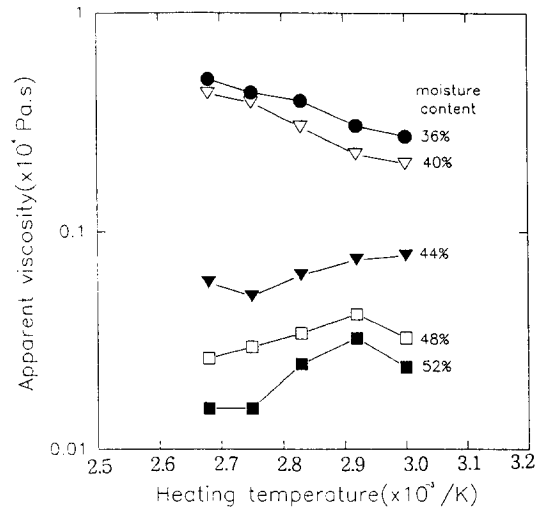 1
0.1
0.01
Apparent viscosity(x10⁴ Pa.s)
moisture
content
36%
40%
44%
48%
52%
2.5 2.6 2.7 2.8 2.9 3.0 3.1 3.2
Heating temperature(x10⁻³/K)